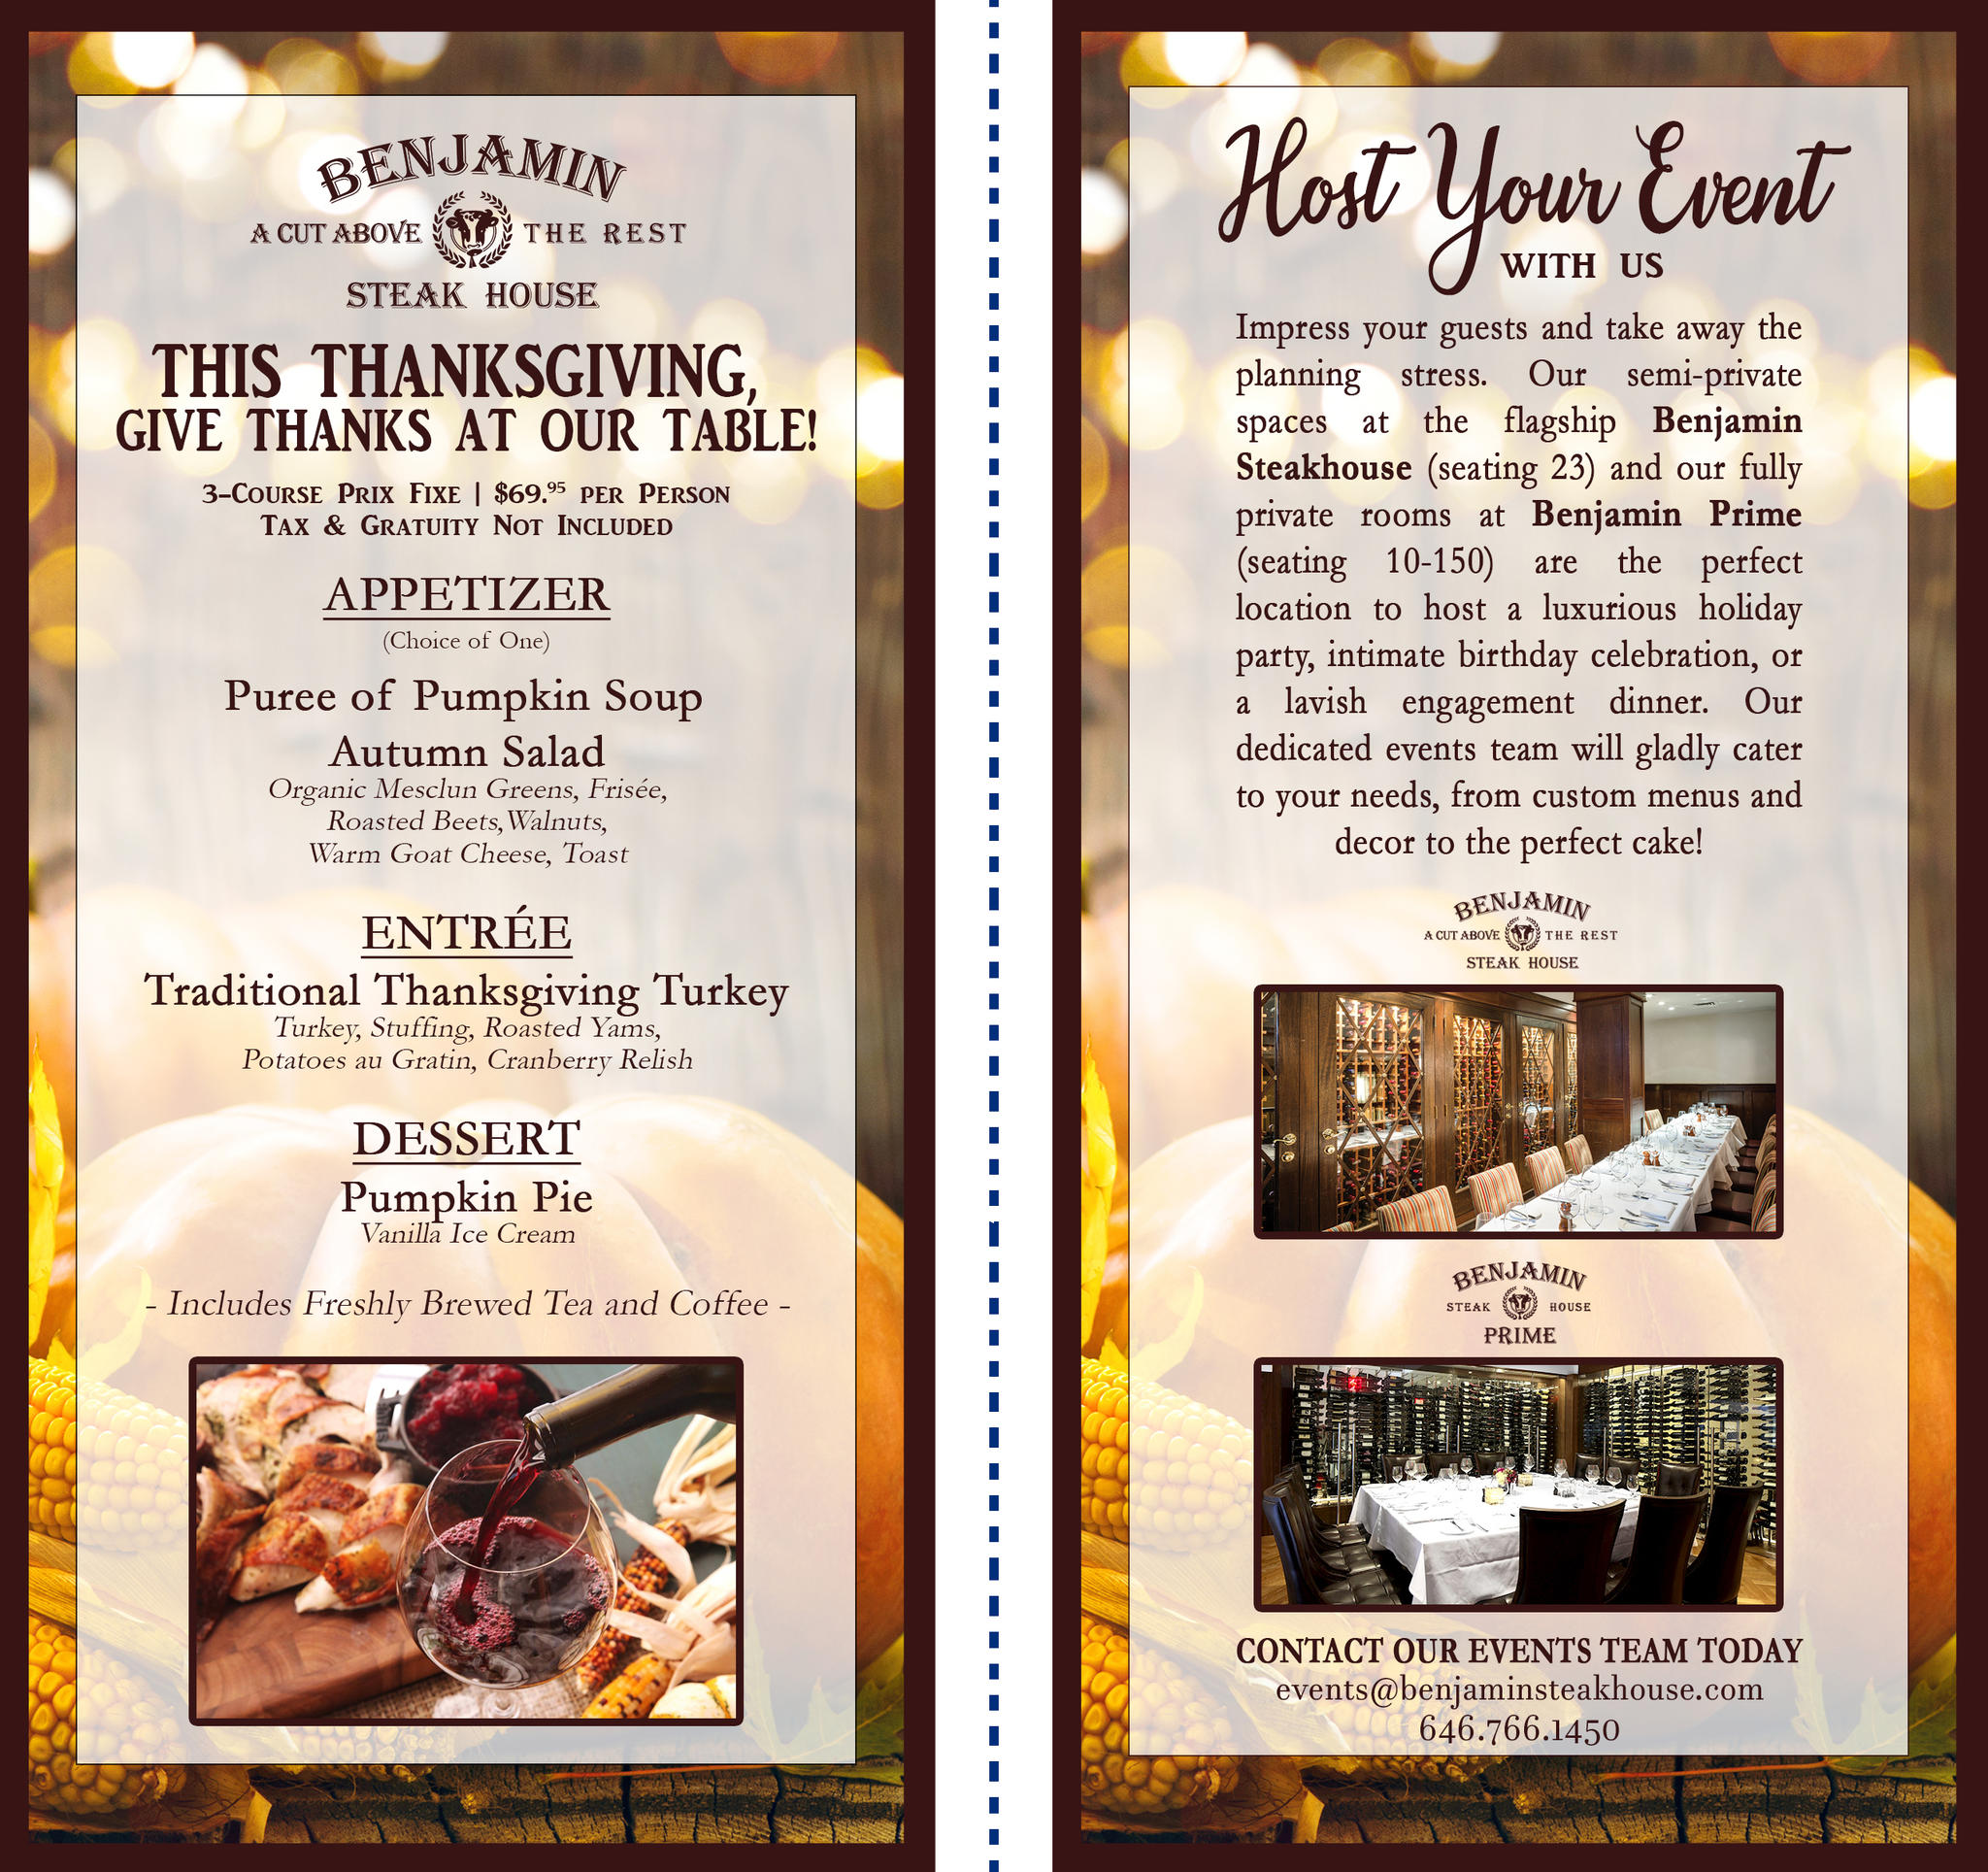 BENJAMIN
A CUT ABOVE THE REST
STEAK HOUSE
THIS THANKSGIVING,
GIVE THANKS AT OUR TABLE!
3-Course Prix Fixe | $69.95 per Person
Tax & Gratuity Not Included
APPETIZER
(Choice of One)
Puree of Pumpkin Soup
Autumn Salad
Organic Mesclun Greens, Frisée,
Roasted Beets, Walnuts,
Warm Goat Cheese, Toast
ENTRÉE
Traditional Thanksgiving Turkey
Turkey, Stuffing, Roasted Yams,
Potatoes au Gratin, Cranberry Relish
DESSERT
Pumpkin Pie
Vanilla Ice Cream
- Includes Freshly Brewed Tea and Coffee -
Host Your Event
WITH US
Impress your guests and take away the
planning stress. Our semi-private
spaces at the flagship Benjamin
Steakhouse (seating 23) and our fully
private rooms at Benjamin Prime
(seating 10-150) are the perfect
location to host a luxurious holiday
party, intimate birthday celebration, or
a lavish engagement dinner. Our
dedicated events team will gladly cater
to your needs, from custom menus and
decor to the perfect cake!
BENJAMIN
A CUT ABOVE THE REST
STEAK HOUSE
BENJAMIN
STEAK HOUSE
PRIME
CONTACT OUR EVENTS TEAM TODAY
events@benjaminsteakhouse.com
646.766.1450